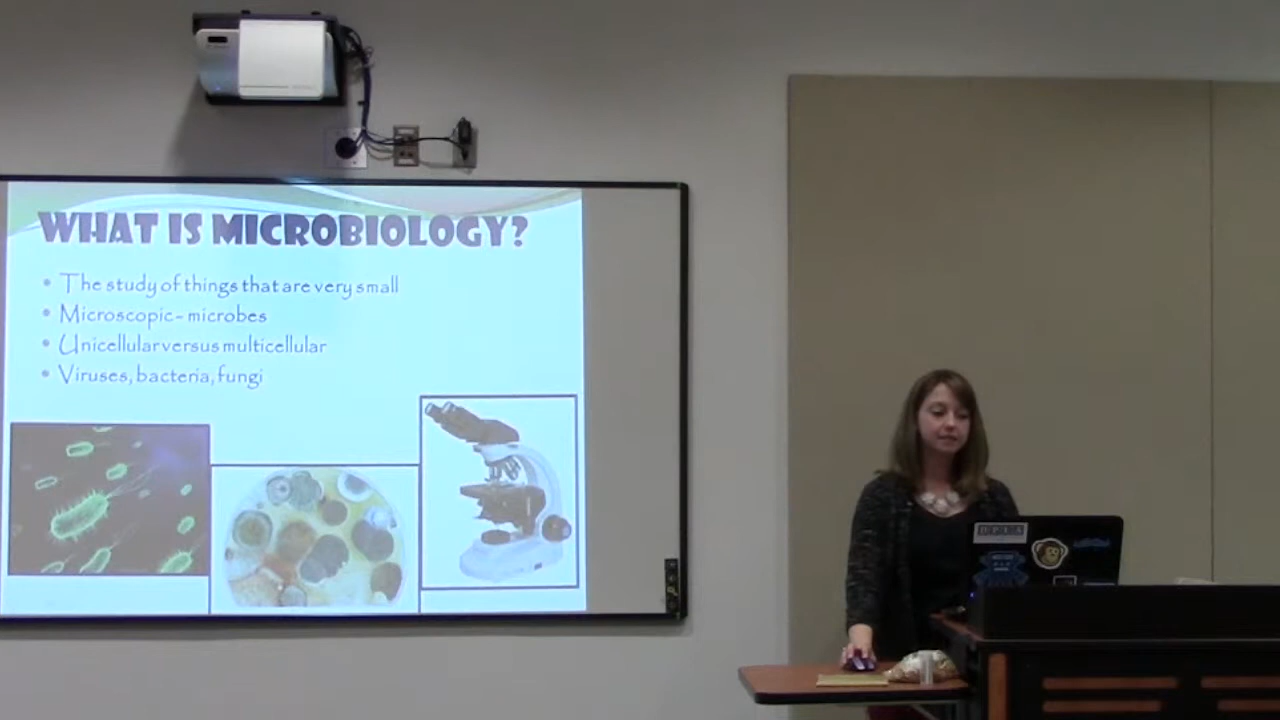 WHAT IS MICROBIOLOGY?
• The study of things that are very small
• Microscopic - microbes
• Unicellular versus multicellular
• Viruses, bacteria, fungi